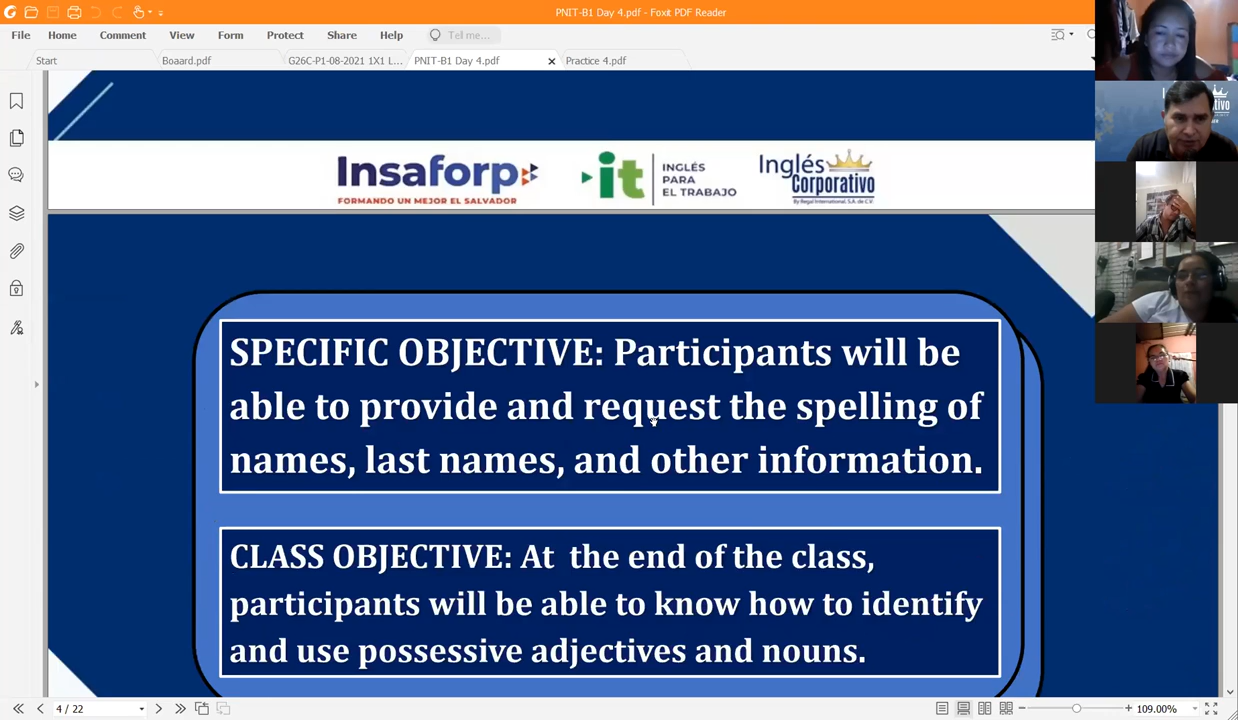 PNIT-B1 Day 4.pdf - Foxit PDF Reader
File Home Comment View Form Protect Share Help Tell me...
Start Boaard.pdf G26C-P1-08-2021 1X1 L... PNIT-B1 Day 4.pdf Practice 4.pdf
Insaforp
FORMANDO UN MEJOR EL SALVADOR
it
INGLÉS
PARA
EL TRABAJO
Inglés
Corporativo
By Regal International, S.A. de C.V.
SPECIFIC OBJECTIVE: Participants will be
able to provide and request the spelling of
names, last names, and other information.
CLASS OBJECTIVE: At the end of the class,
participants will be able to know how to identify
and use possessive adjectives and nouns.
4 / 22
109.00%